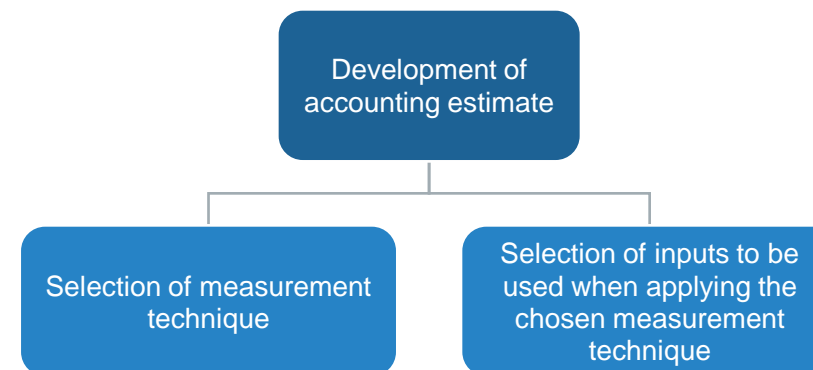 Development of
accounting estimate
Selection of measurement
technique
Selection of inputs to be
used when applying the
chosen measurement
technique